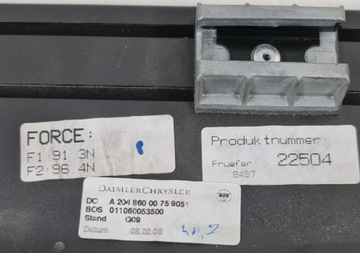 FORCE:
F1 91.3N
F2 96.4N
Produktnummer
Pruefer 22504
8497
DAIMLERCHRYSLER
DC A 204 860 00 75 9051
BOS 011060053500
Stand Q09
Datum 08.02.08